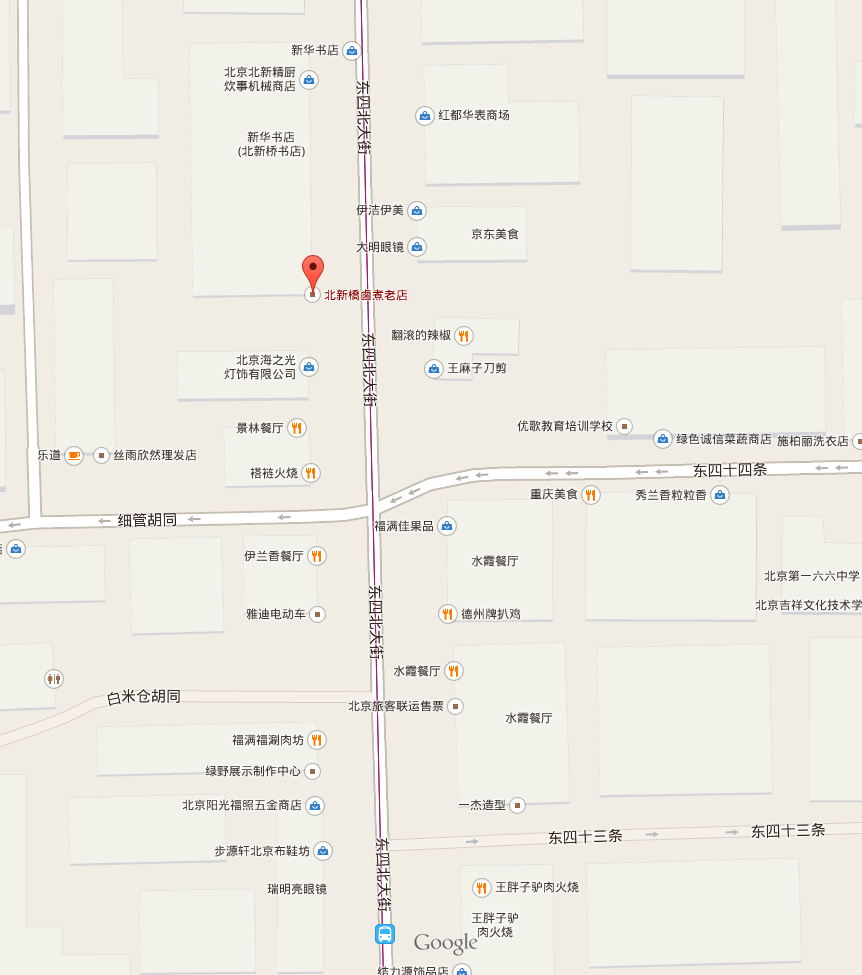 新华书店
北京北新精厨
炊事机械商店
东四北大街
红都华表商场
新华书店
(北新桥书店)
伊洁伊美
京东美食
大明眼镜
北新橋鹵煮老店
翻滚的辣椒
东四北大街
北京海之光
灯饰有限公司
王麻子刀剪
景林餐厅
优歌教育培训学校
绿色诚信菜蔬商店
施柏丽洗衣店
乐道
丝雨欣然理发店
褡裢火烧
东四十四条
重庆美食
秀兰香粒粒香
细管胡同
福满佳果品
伊兰香餐厅
水霞餐厅
北京第一六六中学
北京吉祥文化技术学
雅迪电动车
德州牌扒鸡
东四北大街
水霞餐厅
白米仓胡同
北京旅客联运售票
水霞餐厅
福满福涮肉坊
绿野展示制作中心
北京阳光福照五金商店
一杰造型
东四十三条
东四十三条
步源轩北京布鞋坊
东四北大街
瑞明亮眼镜
王胖子驴肉火烧
王胖子驴
肉火烧
Google
结力源饰品店